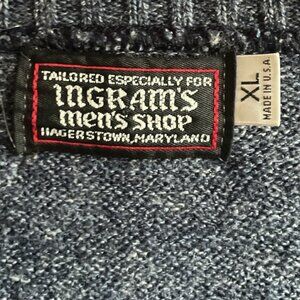 TAILORED ESPECIALLY FOR
INGRAM'S
men's SHOP
HAGERSTOWN, MARYLAND
XL
MADE IN U.S.A.